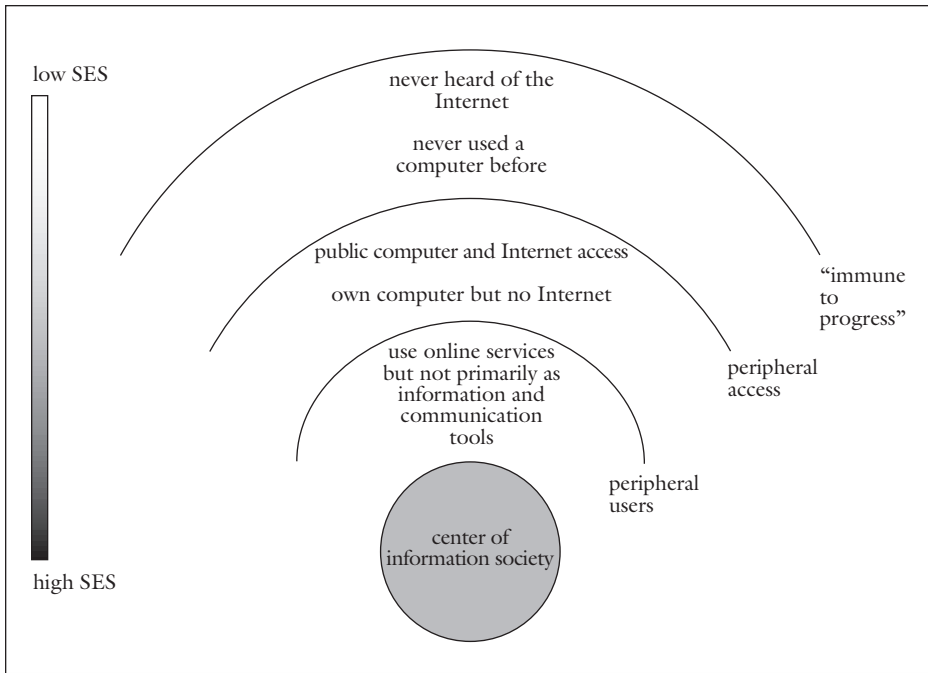 low SES
never heard of the
Internet
never used a
computer before
public computer and Internet access
own computer but no Internet
“immune
to
progress”
use online services
but not primarily as
information and
communication
tools
peripheral
access
peripheral
users
center of
information society
high SES